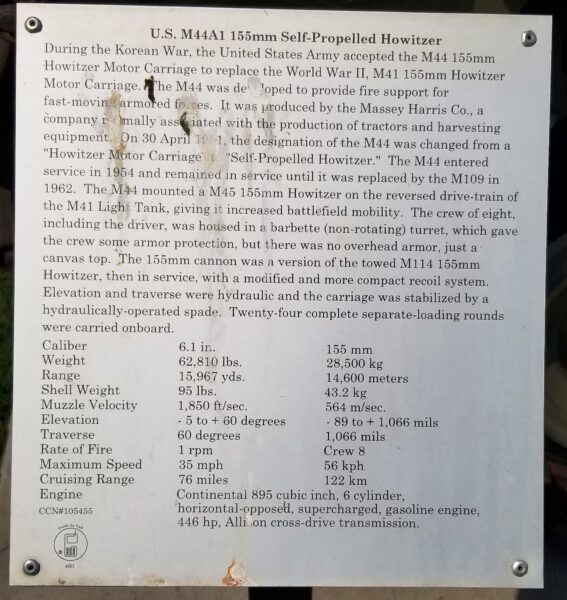 U.S. M44A1 155mm Self-Propelled Howitzer
During the Korean War, the United States Army accepted the M44 155mm
Howitzer Motor Carriage to replace the World War II, M41 155mm Howitzer
Motor Carriage. The M44 was developed to provide fire support for
fast-moving armored forces. It was produced by the Massey Harris Co., a
company normally associated with the production of tractors and harvesting
equipment. On 30 April the designation of the M44 was changed from a
"Howitzer Motor Carriage "Self-Propelled Howitzer." The M44 entered
service in 1954 and remained in service until it was replaced by the M109 in
1962. The M44 mounted a M45 155mm Howitzer on the reversed drive-train of
the M41 Light Tank, giving it increased battlefield mobility. The crew of eight,
including the driver, was housed in a barbette (non-rotating) turret, which gave
the crew some armor protection, but there was no overhead armor, just a
canvas top. The 155mm cannon was a version of the towed M114 155mm
Howitzer, then in service, with a modified and more compact recoil system.
Elevation and traverse were hydraulic and the carriage was stabilized by a
hydraulically-operated spade. Twenty-four complete separate-loading rounds
were carried onboard.
Caliber 6.1 in. 155 mm
Weight 62,810 lbs. 28,500 kg
Range 15,967 yds. 14,600 meters
Shell Weight 95 lbs. 43.2 kg
Muzzle Velocity 1,850 ft/sec. 564 m/sec.
Elevation - 5 to + 60 degrees - 89 to + 1,066 mils
Traverse 60 degrees 1,066 mils
Rate of Fire 1 rpm Crew 8
Maximum Speed 35 mph 56 kph
Cruising Range 76 miles 122 km
Engine Continental 895 cubic inch, 6 cylinder,
CCN#105455 horizontal-opposed, supercharged, gasoline engine,
446 hp, Allison cross-drive transmission.